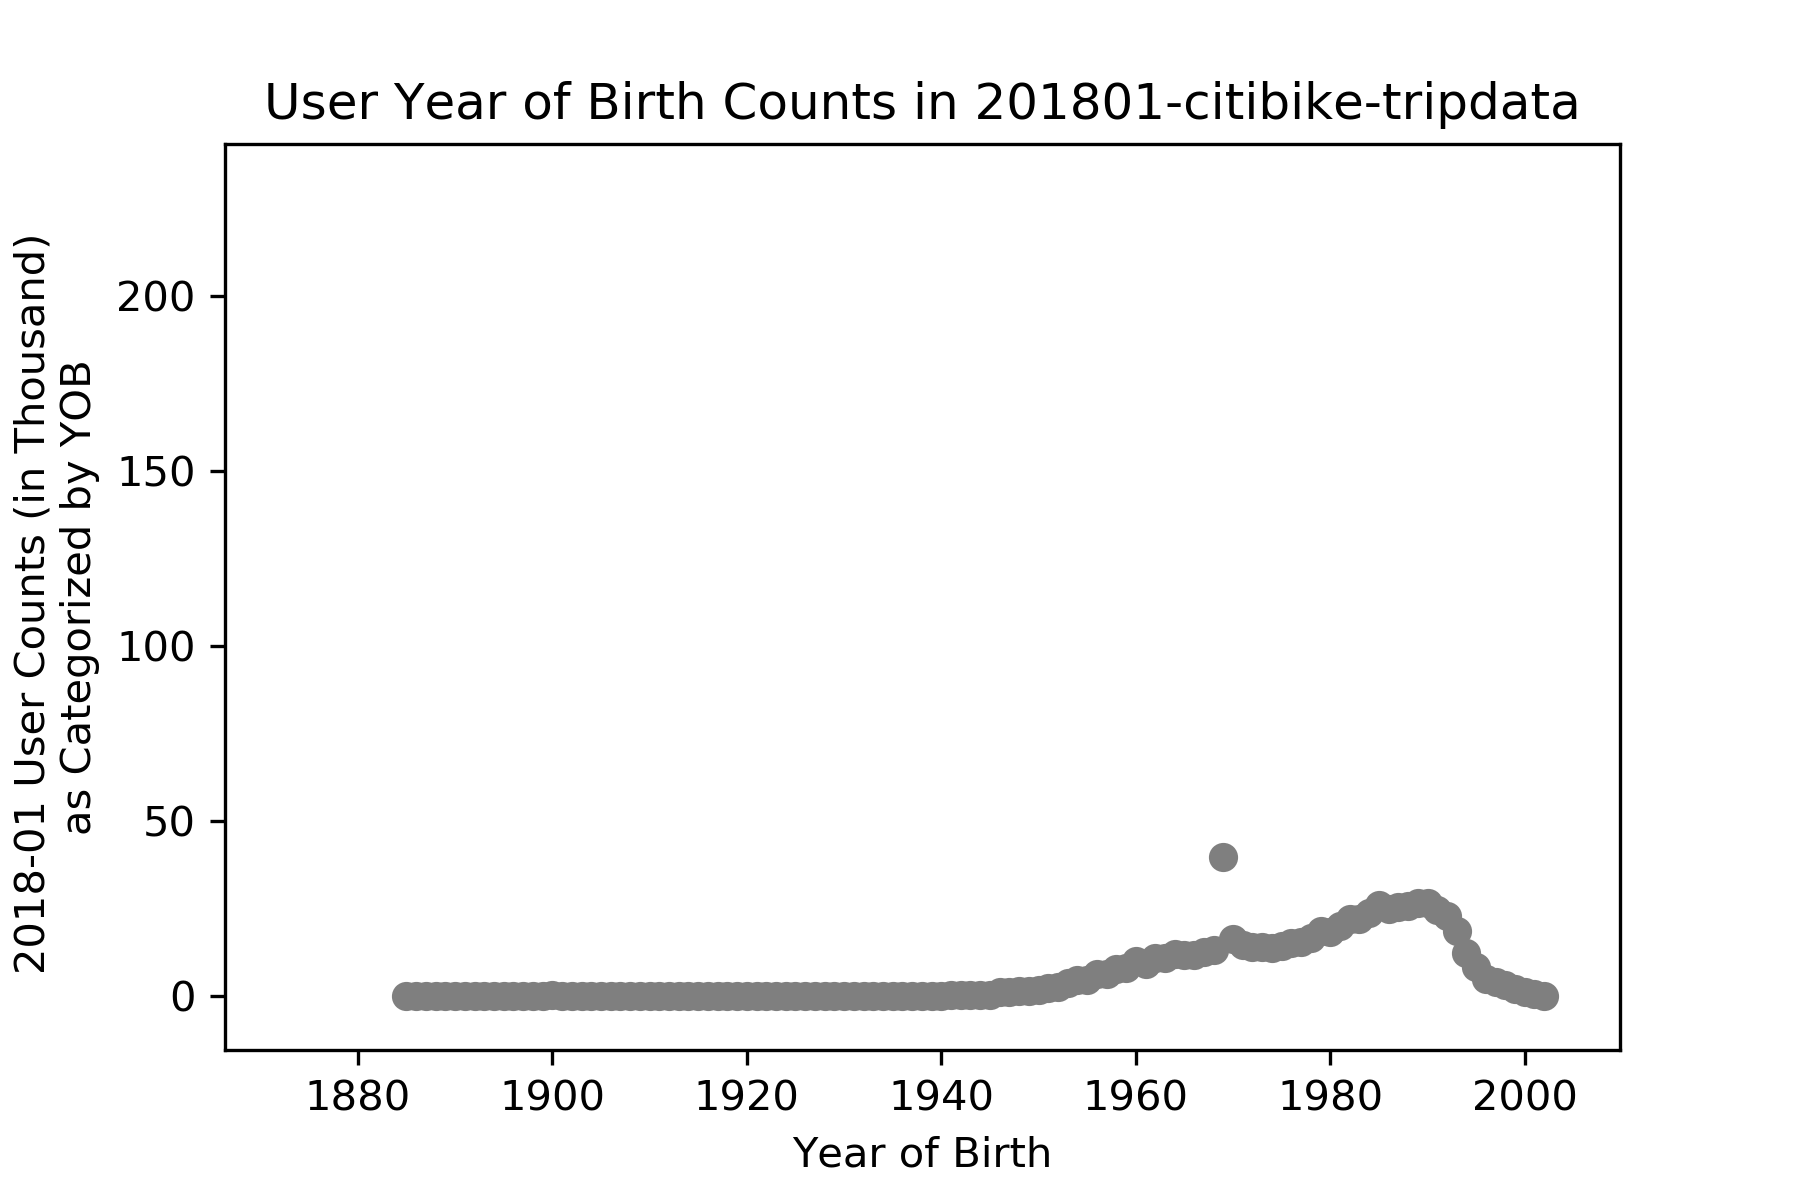 User Year of Birth Counts in 201801-citibike-tripdata
2018-01 User Counts (in Thousand)
as Categorized by YOB
200
150
100
50
0
1880 1900 1920 1940 1960 1980 2000
Year of Birth